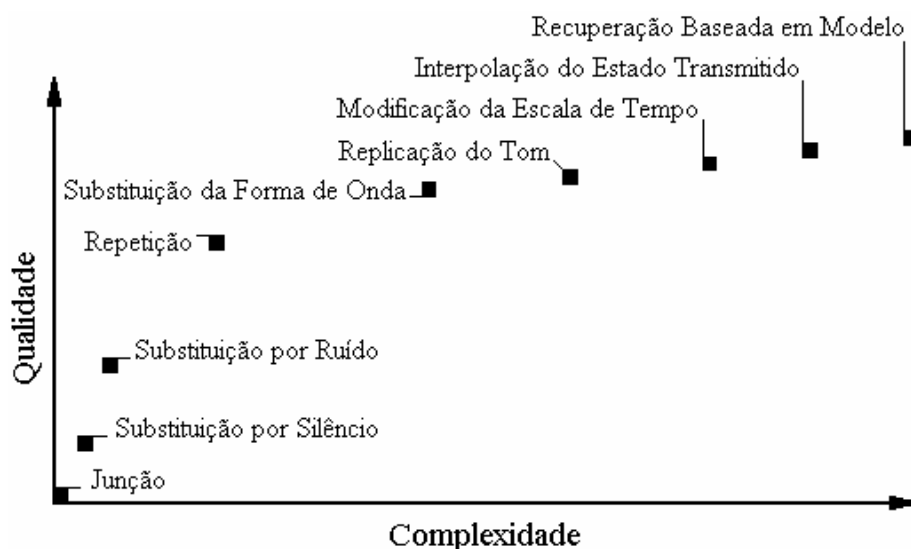 Recuperação Baseada em Modelo
Interpolação do Estado Transmitido
Modificação da Escala de Tempo
Replicação do Tom
Substituição da Forma de Onda
Repetição
Qualidade
Substituição por Ruído
Substituição por Silêncio
Junção
Complexidade